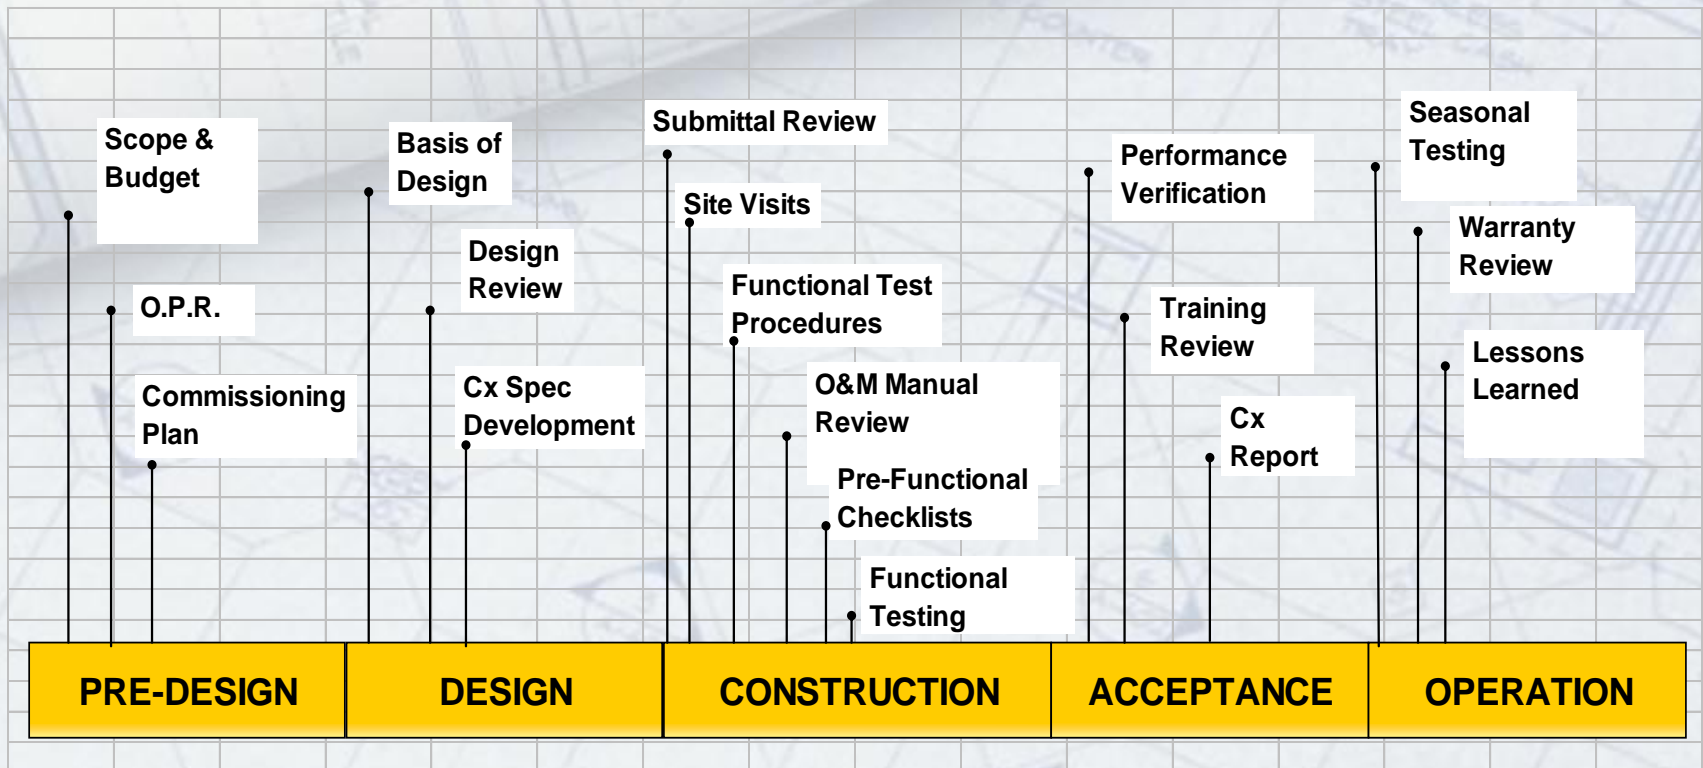 Scope &
Budget
O.P.R.
Commissioning
Plan
Basis of
Design
Design
Review
Cx Spec
Development
Submittal Review
Site Visits
Functional Test
Procedures
O&M Manual
Review
Pre-Functional
Checklists
Functional
Testing
Performance
Verification
Training
Review
Cx
Report
Seasonal
Testing
Warranty
Review
Lessons
Learned
PRE-DESIGN
DESIGN
CONSTRUCTION
ACCEPTANCE
OPERATION